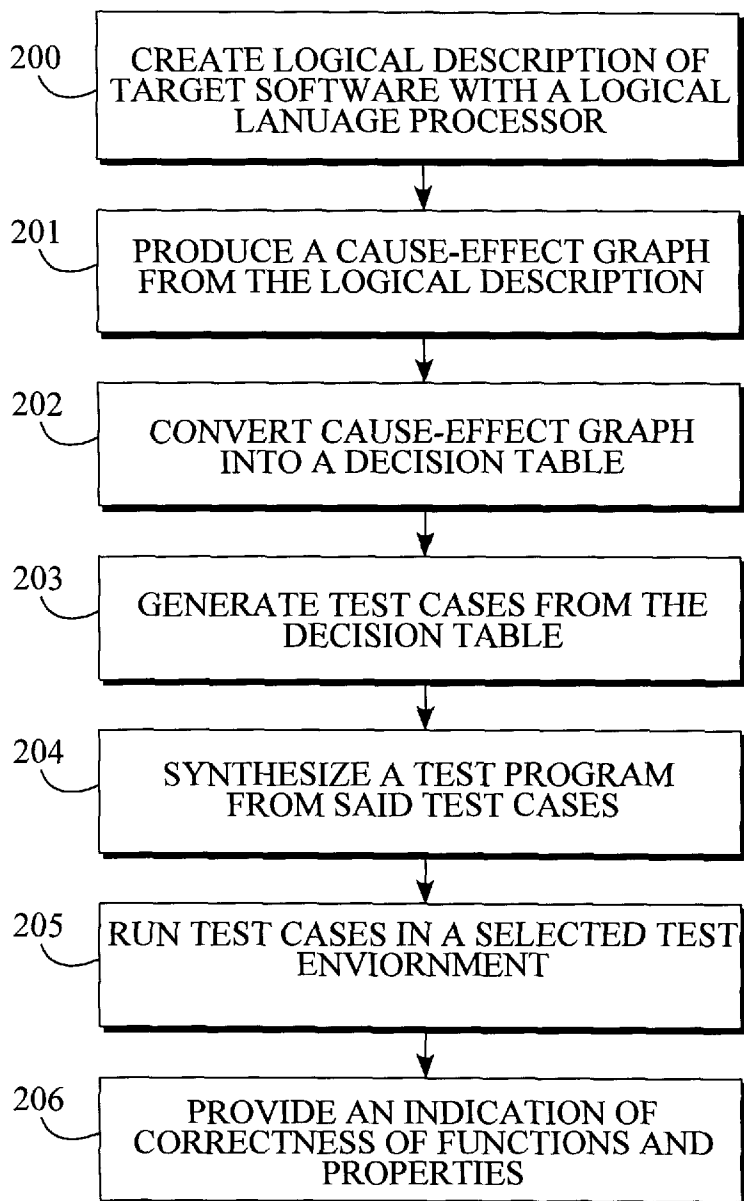 200
CREATE LOGICAL DESCRIPTION OF
TARGET SOFTWARE WITH A LOGICAL
LANUAGE PROCESSOR
201
PRODUCE A CAUSE-EFFECT GRAPH
FROM THE LOGICAL DESCRIPTION
202
CONVERT CAUSE-EFFECT GRAPH
INTO A DECISION TABLE
203
GENERATE TEST CASES FROM THE
DECISION TABLE
204
SYNTHESIZE A TEST PROGRAM
FROM SAID TEST CASES
205
RUN TEST CASES IN A SELECTED TEST
ENVIORNMENT
206
PROVIDE AN INDICATION OF
CORRECTNESS OF FUNCTIONS AND
PROPERTIES